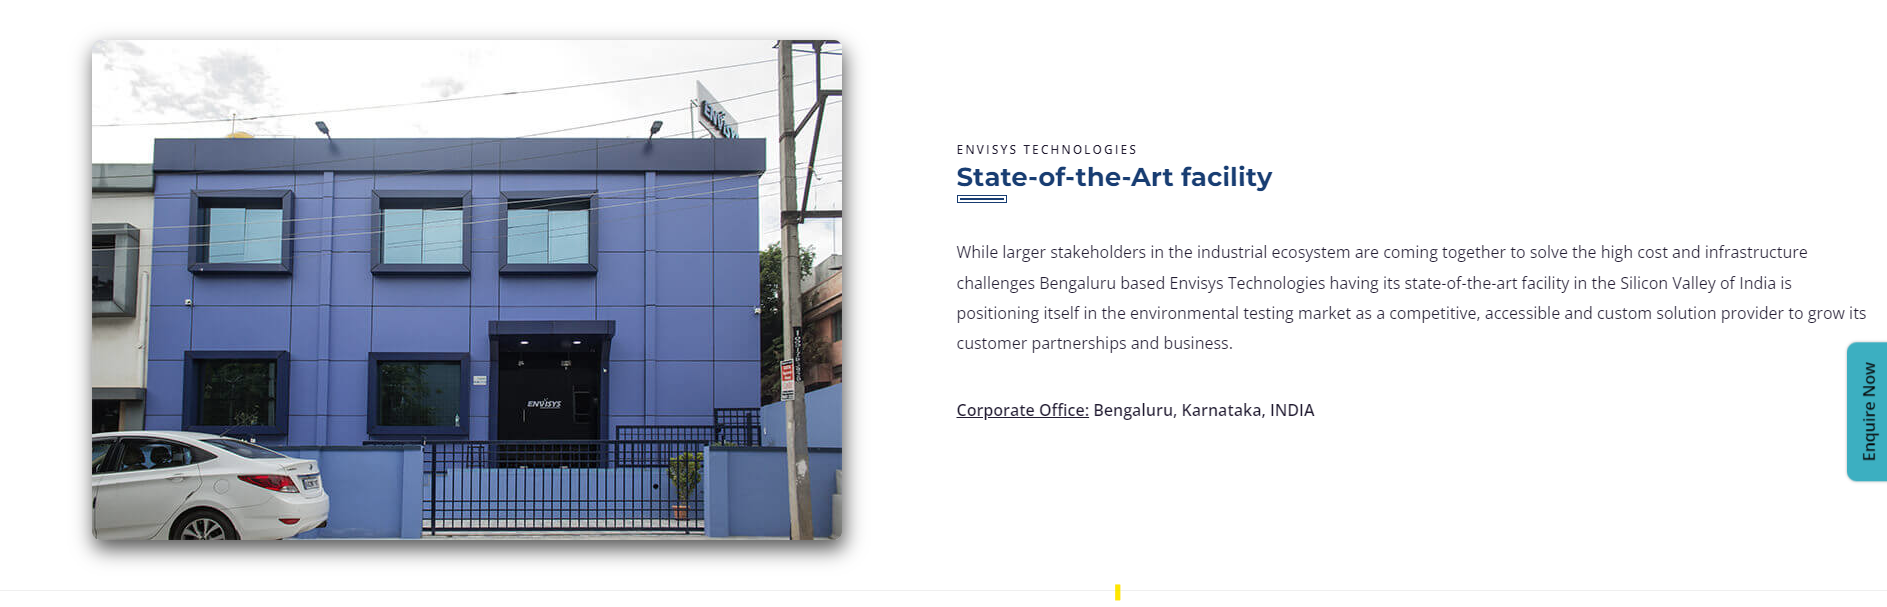 ENVISYS
ENVISYS
ENVISYS TECHNOLOGIES
State-of-the-Art facility
While larger stakeholders in the industrial ecosystem are coming together to solve the high cost and infrastructure
challenges Bengaluru based Envisys Technologies having its state-of-the-art facility in the Silicon Valley of India is
positioning itself in the environmental testing market as a competitive, accessible and custom solution provider to grow its
customer partnerships and business.
Corporate Office: Bengaluru, Karnataka, INDIA
Enquire Now